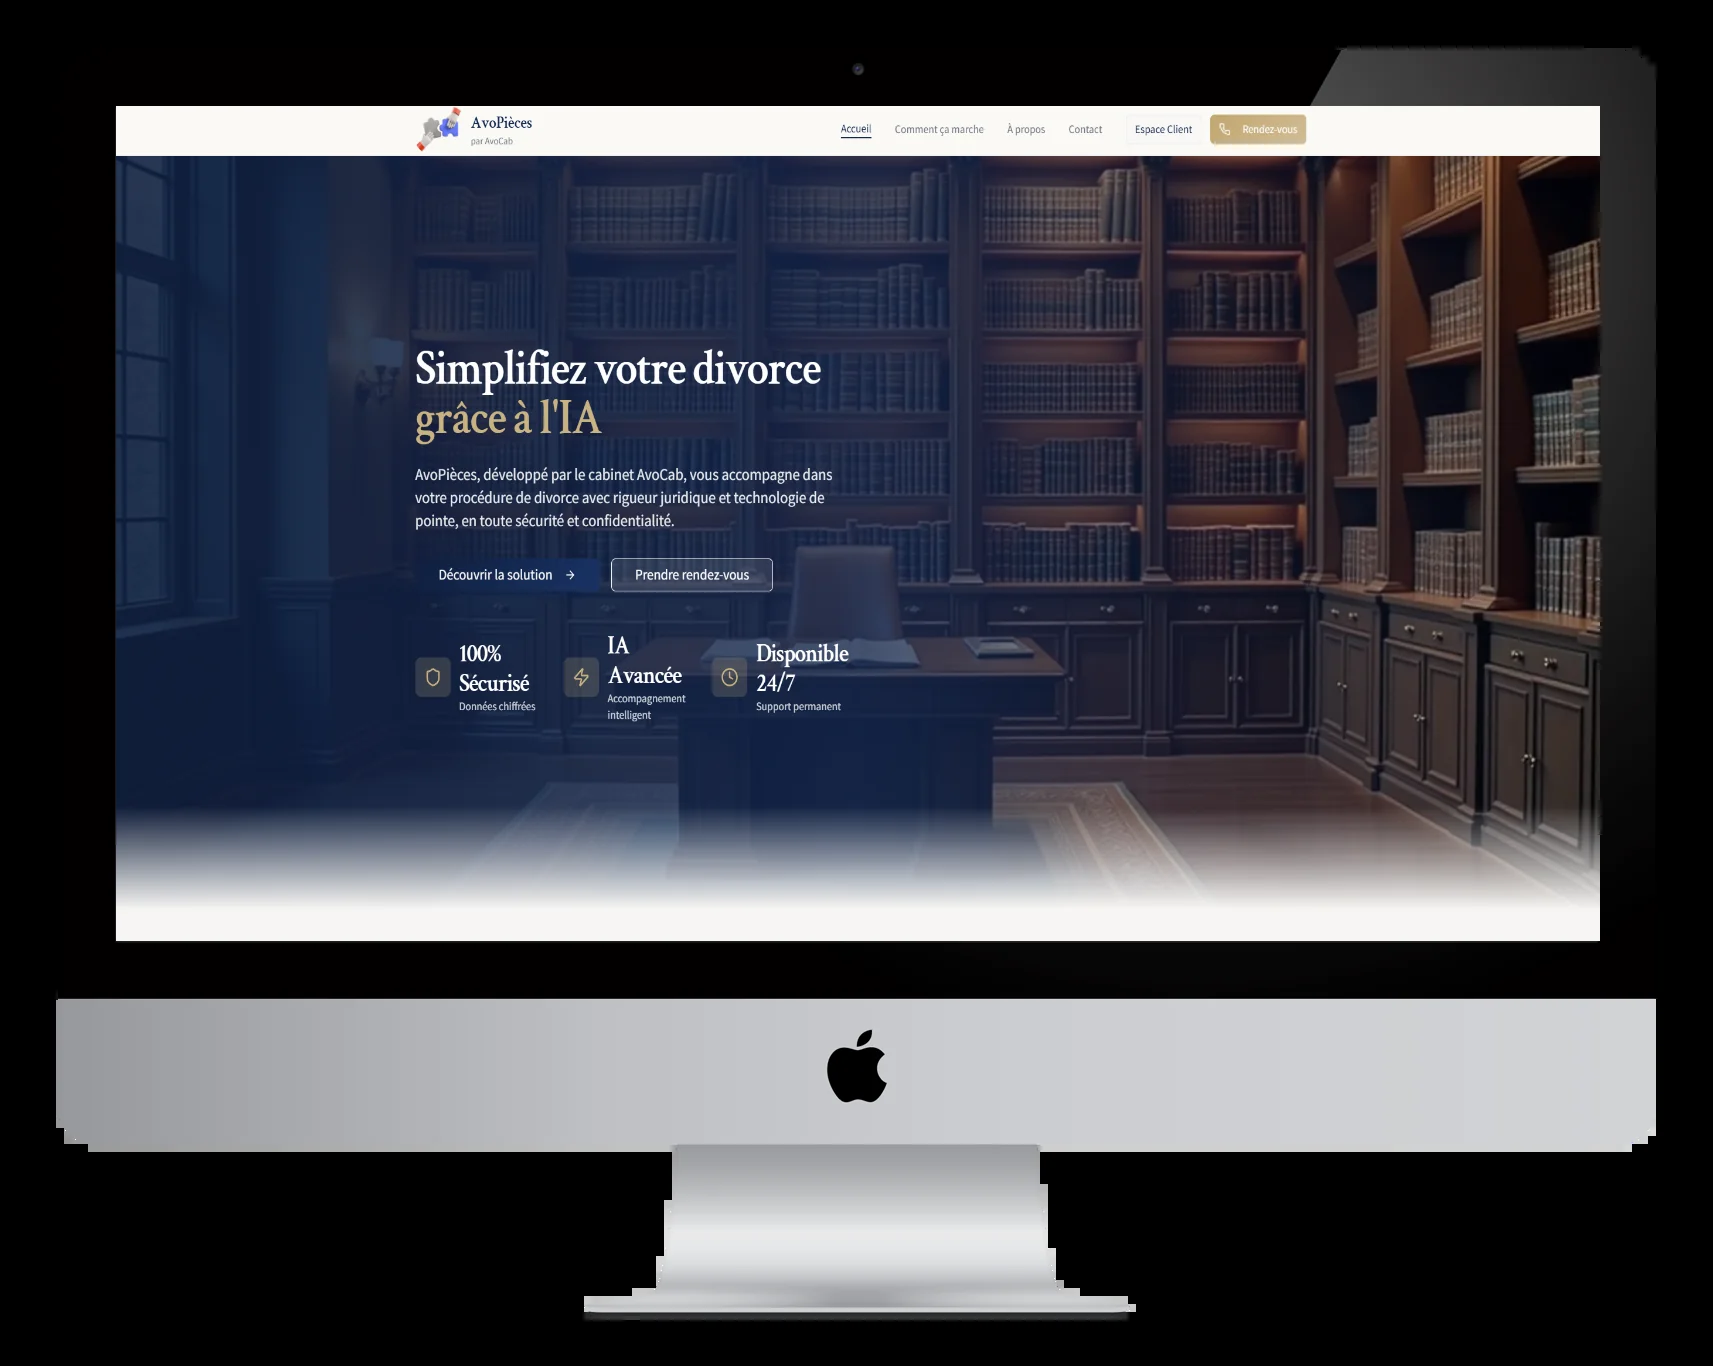 AvoPièces
par AvoCab
Accueil
Comment ça marche
À propos
Contact
Espace Client
Rendez-vous
Simplifiez votre divorce
grâce à l'IA
AvoPièces, développé par le cabinet AvoCab, vous accompagne dans
votre procédure de divorce avec rigueur juridique et technologie de
pointe, en toute sécurité et confidentialité.
Découvrir la solution →
Prendre rendez-vous
100%
Sécurisé
Données chiffrées
IA
Avancée
Accompagnement
intelligent
Disponible
24/7
Support permanent